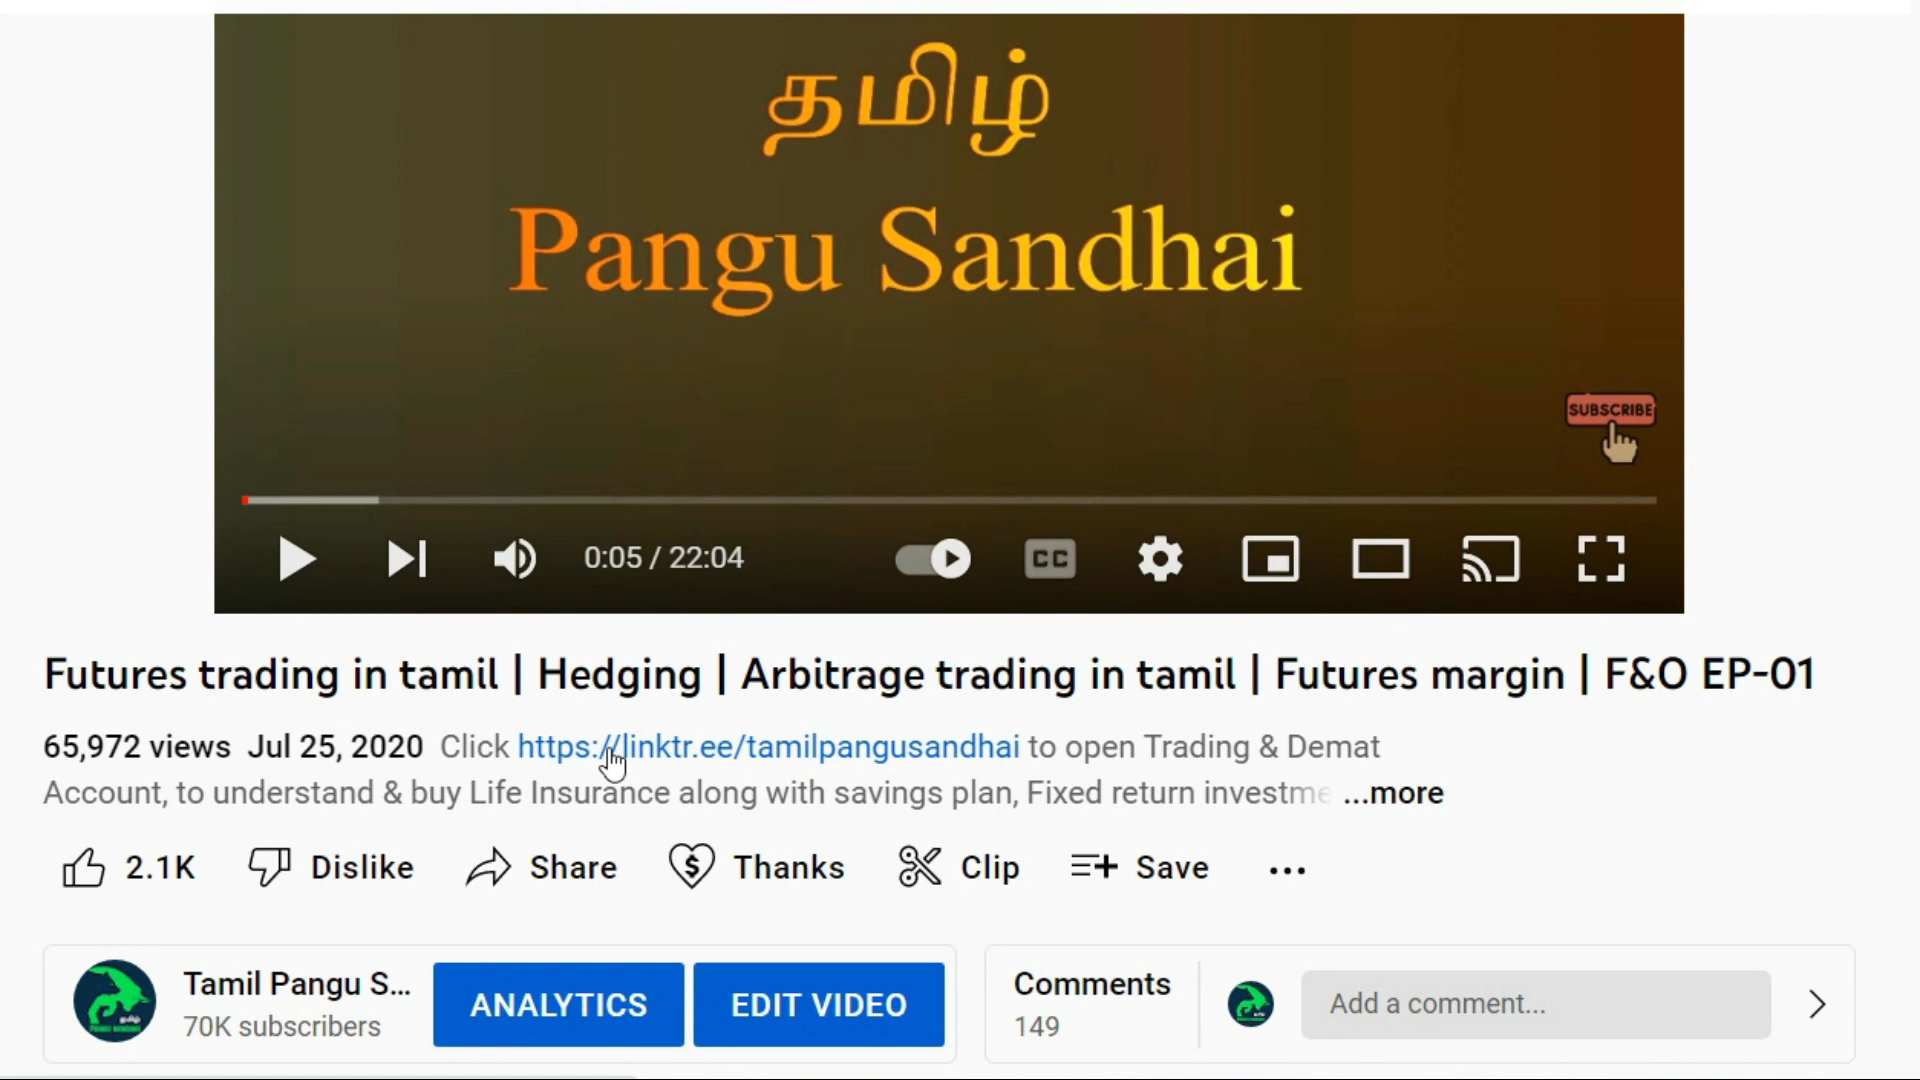 தமிழ்
Pangu Sandhai
SUBSCRIBE
0:05 / 22:04
CC
Futures trading in tamil | Hedging | Arbitrage trading in tamil | Futures margin | F&O EP-01
65,972 views Jul 25, 2020 Click https://linktr.ee/tamilpangusandhai to open Trading & Demat
Account, to understand & buy Life Insurance along with savings plan, Fixed return investme ...more
2.1K Dislike Share Thanks Clip Save ...
Tamil Pangu S...
70K subscribers
ANALYTICS
EDIT VIDEO
Comments
149
Add a comment...